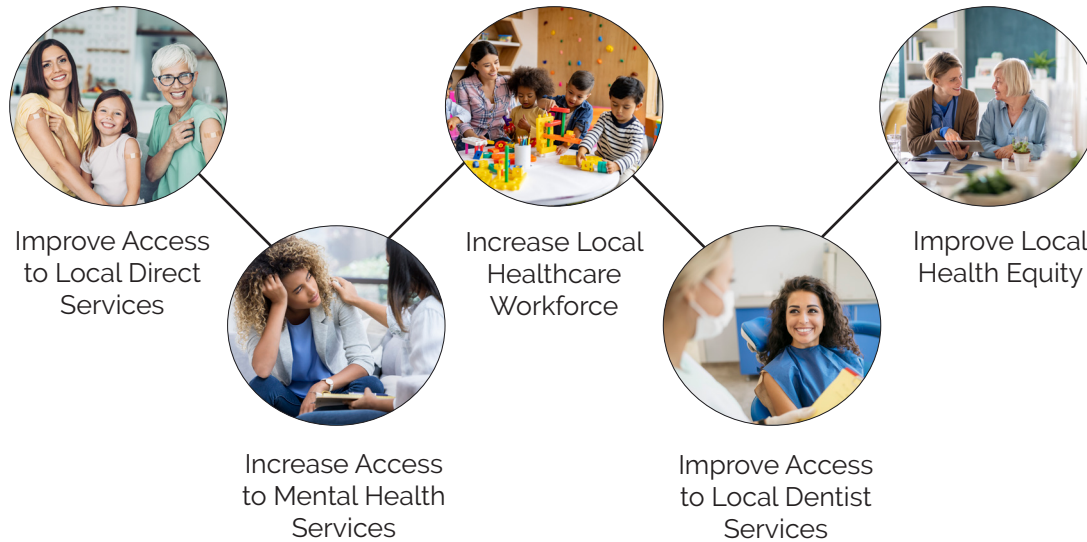 Improve Access
to Local Direct
Services
Increase Access
to Mental Health
Services
Increase Local
Healthcare
Workforce
Improve Access
to Local Dentist
Services
Improve Local
Health Equity